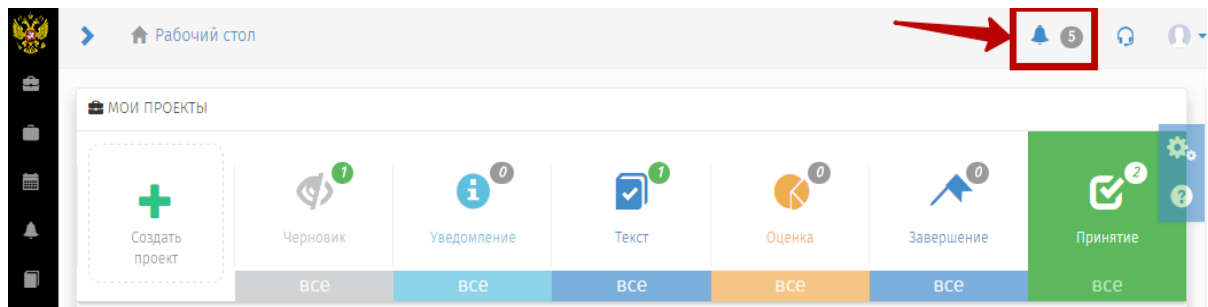 Рабочий стол
5
МОИ ПРОЕКТЫ
Создать
проект
1
Черновик
все
0
Уведомление
все
1
Текст
все
0
Оценка
все
0
Завершение
все
2
Принятие
все
?